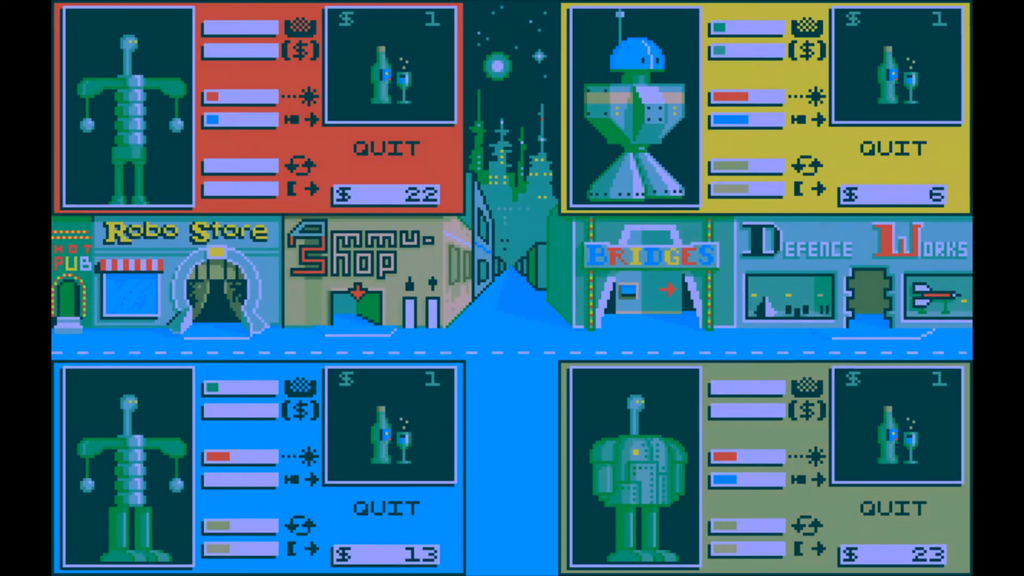 $ 1
($)
QUIT
$ 22
$ 1
($)
QUIT
$ 6
HOT
PUB
Robo Store
Ammu-
Shop
BRIDGES
DEFENCE WORKS
$ 1
($)
QUIT
$ 13
$ 1
($)
QUIT
$ 23